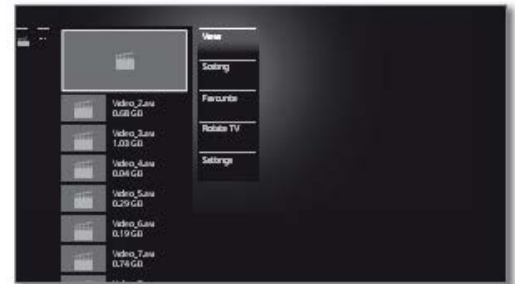 View
Sorting
Favourite
Rotate TV
Settings
Video_2.avi
0.68 GB
Video_3.avi
1.03 GB
Video_4.avi
0.04 GB
Video_5.avi
0.29 GB
Video_6.avi
0.19 GB
Video_7.avi
0.74 GB